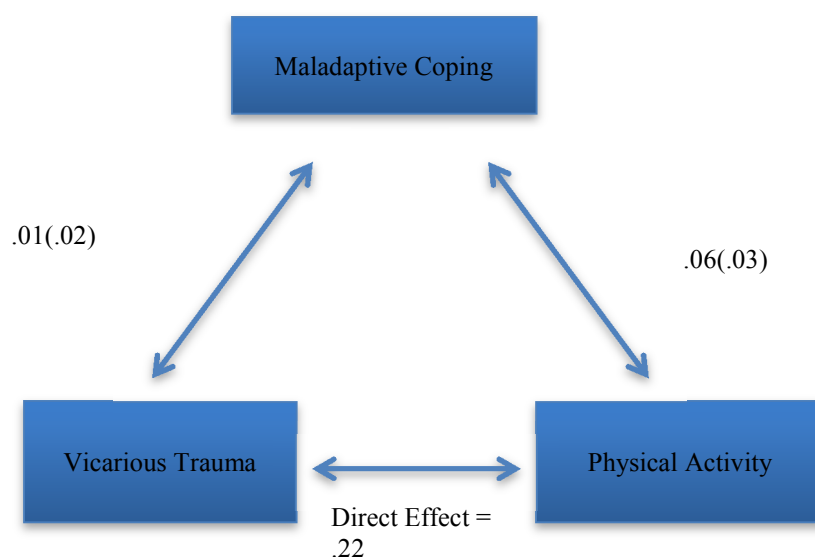 Maladaptive Coping
.01(.02)
.06(.03)
Vicarious Trauma
Physical Activity
Direct Effect =
.22